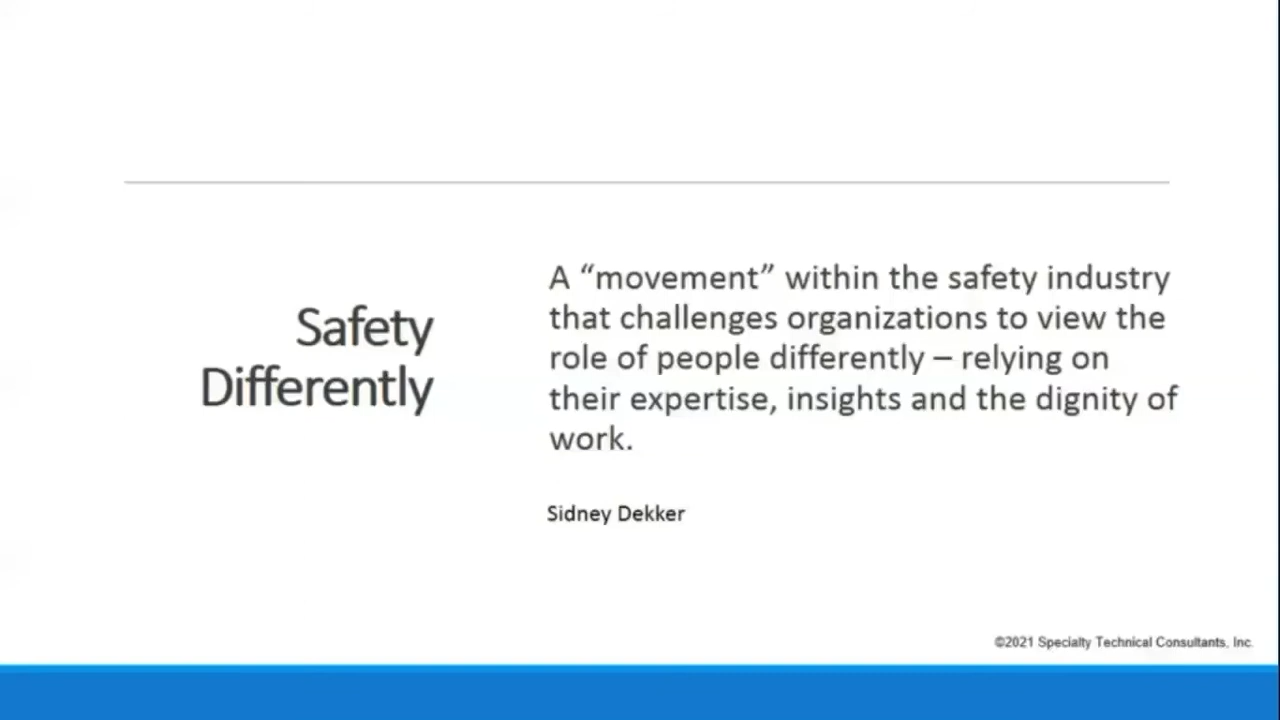 Safety
Differently
A “movement” within the safety industry
that challenges organizations to view the
role of people differently – relying on
their expertise, insights and the dignity of
work.
Sidney Dekker
©2021 Specialty Technical Consultants, Inc.